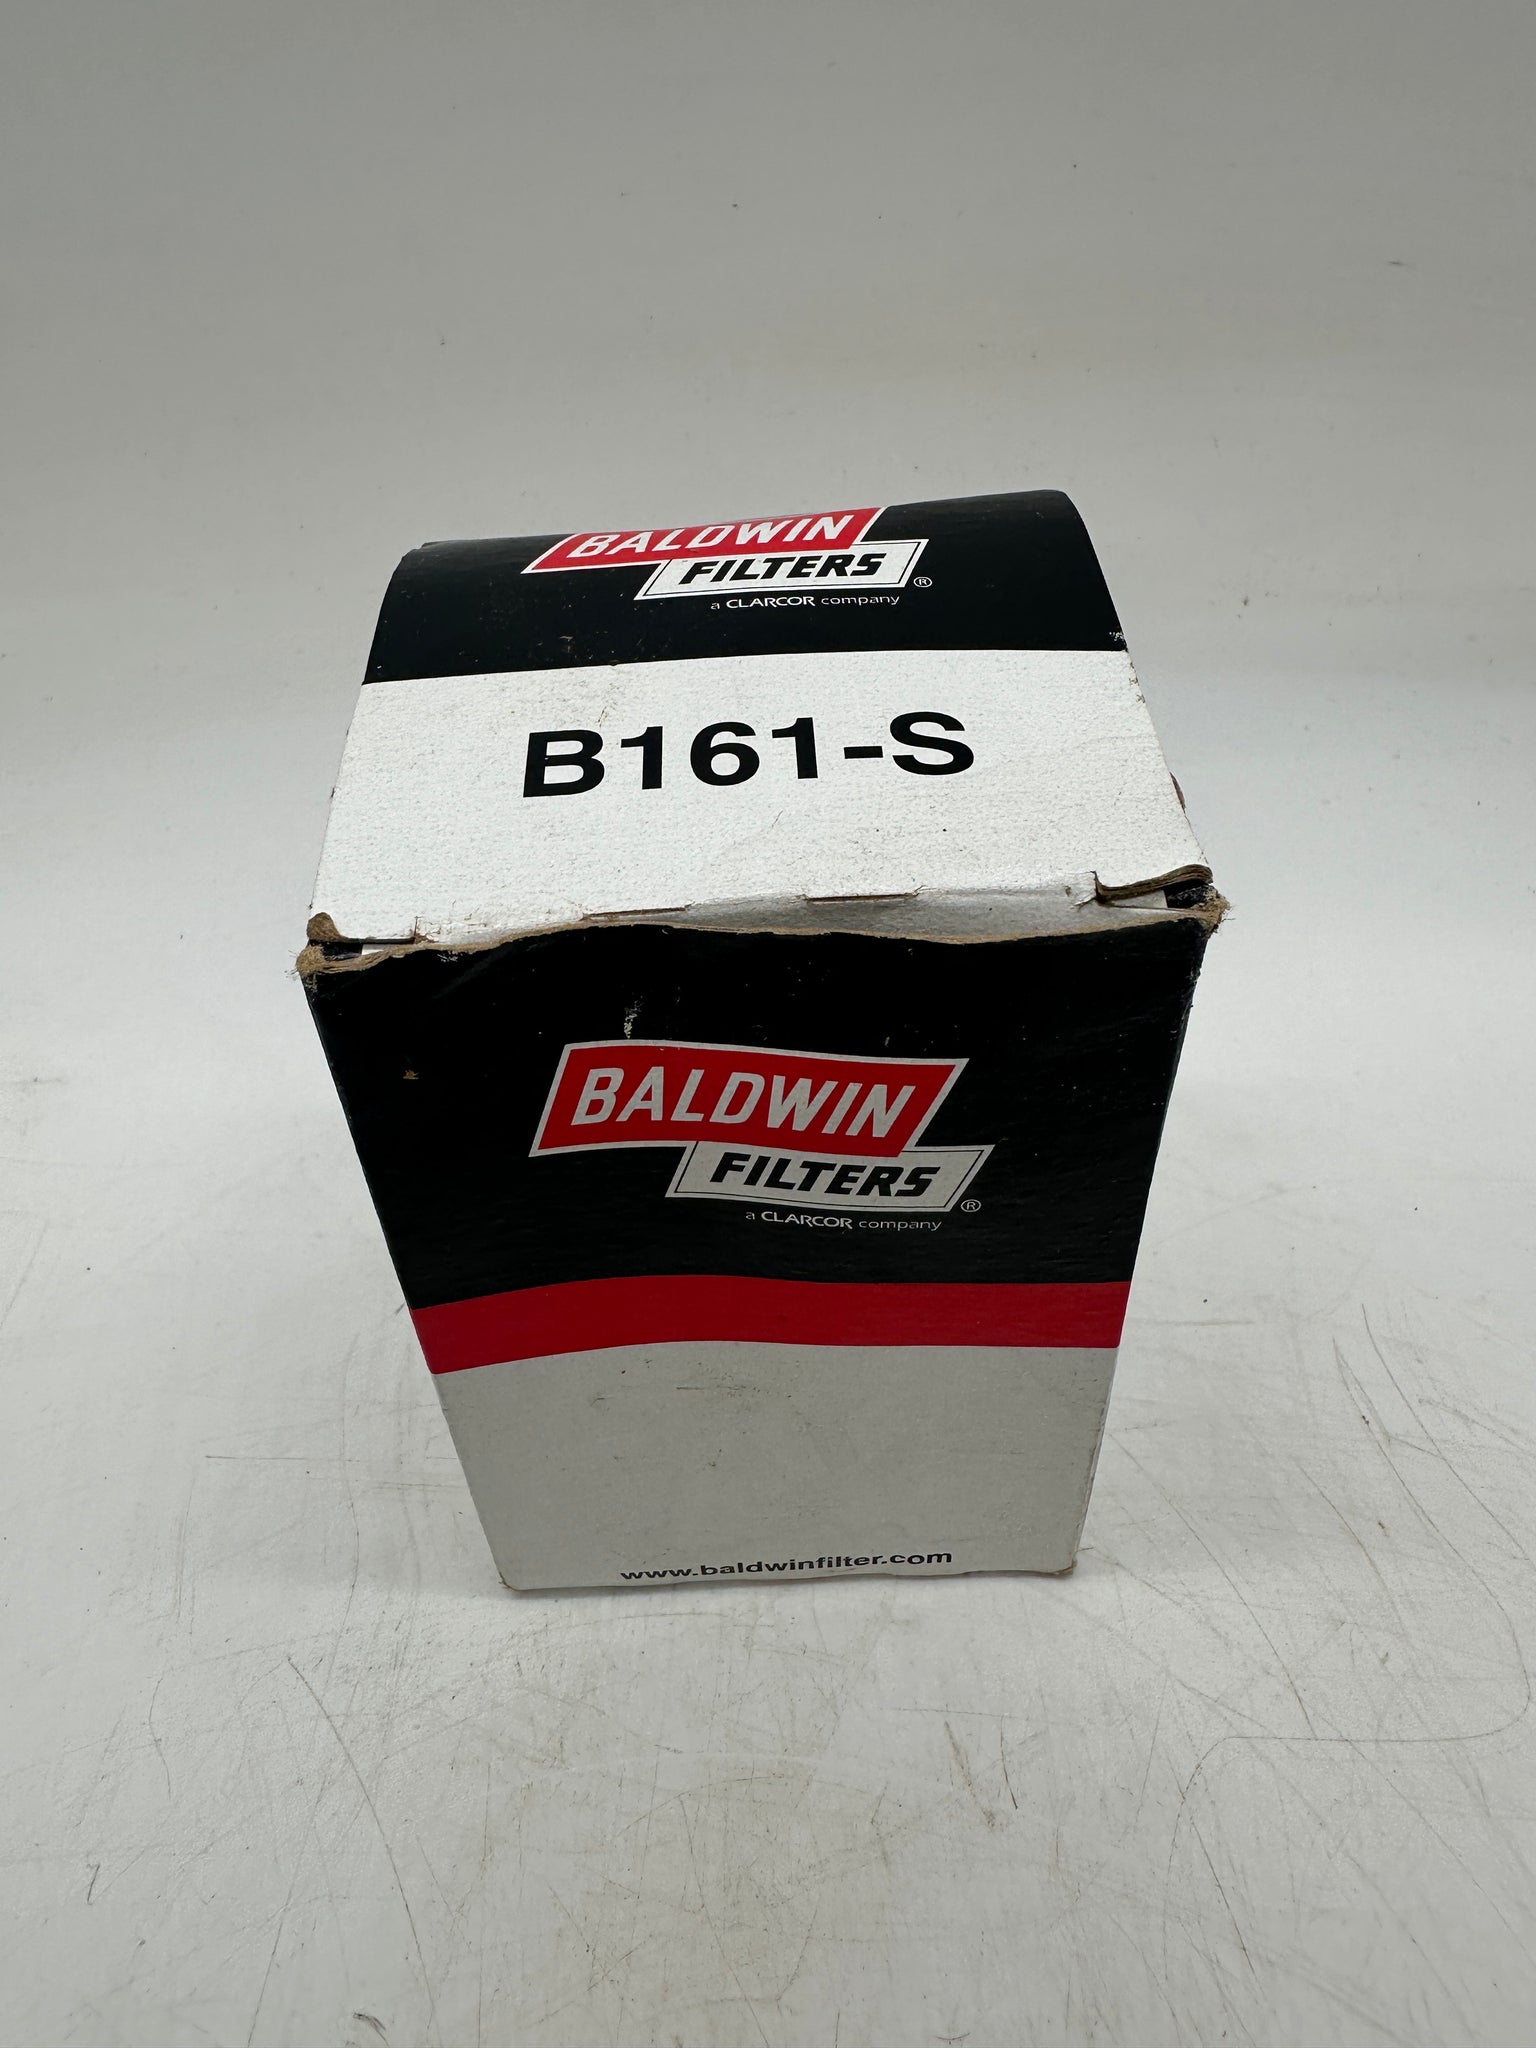 BALDWIN
FILTERS
®
a CLARCOR company
B161-S
BALDWIN
FILTERS
®
a CLARCOR company
www.baldwinfilter.com